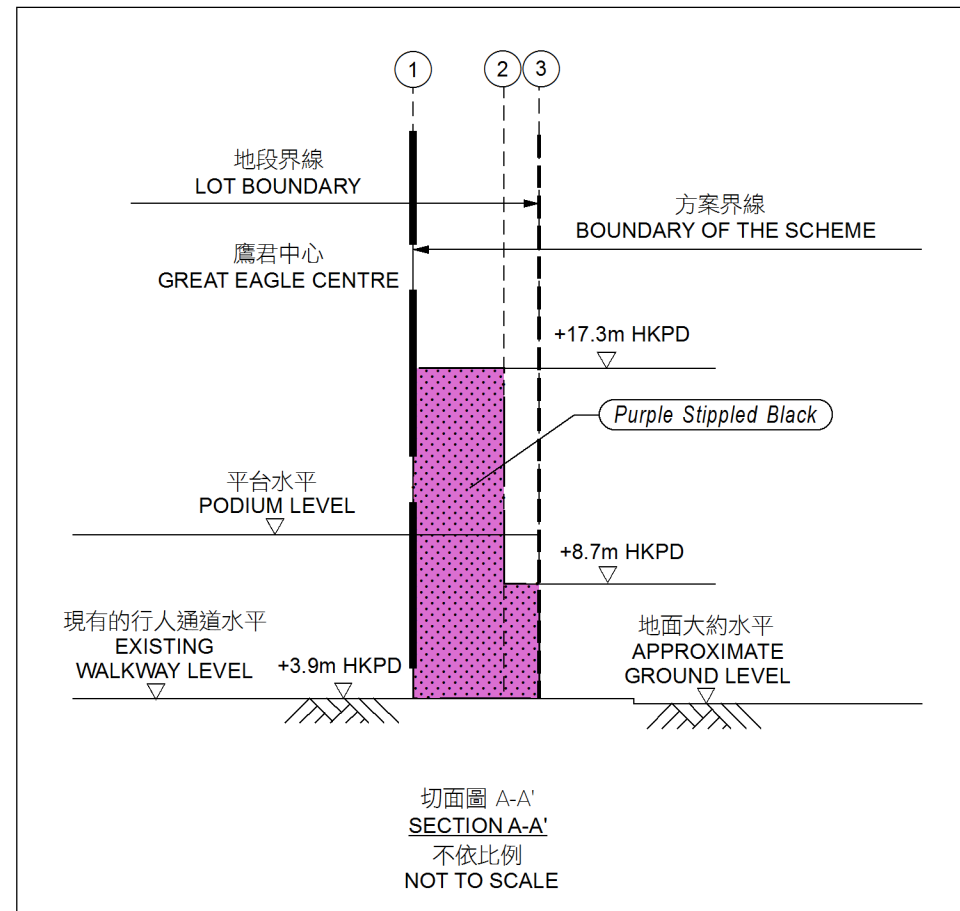 1
2
3
地段界線
LOT BOUNDARY
方案界線
BOUNDARY OF THE SCHEME
鷹君中心
GREAT EAGLE CENTRE
+17.3m HKPD
Purple Stippled Black
平台水平
PODIUM LEVEL
+8.7m HKPD
現有的行人通道水平
EXISTING
WALKWAY LEVEL
+3.9m HKPD
地面大約水平
APPROXIMATE
GROUND LEVEL
切面圖 A-A'
SECTION A-A'
不依比例
NOT TO SCALE